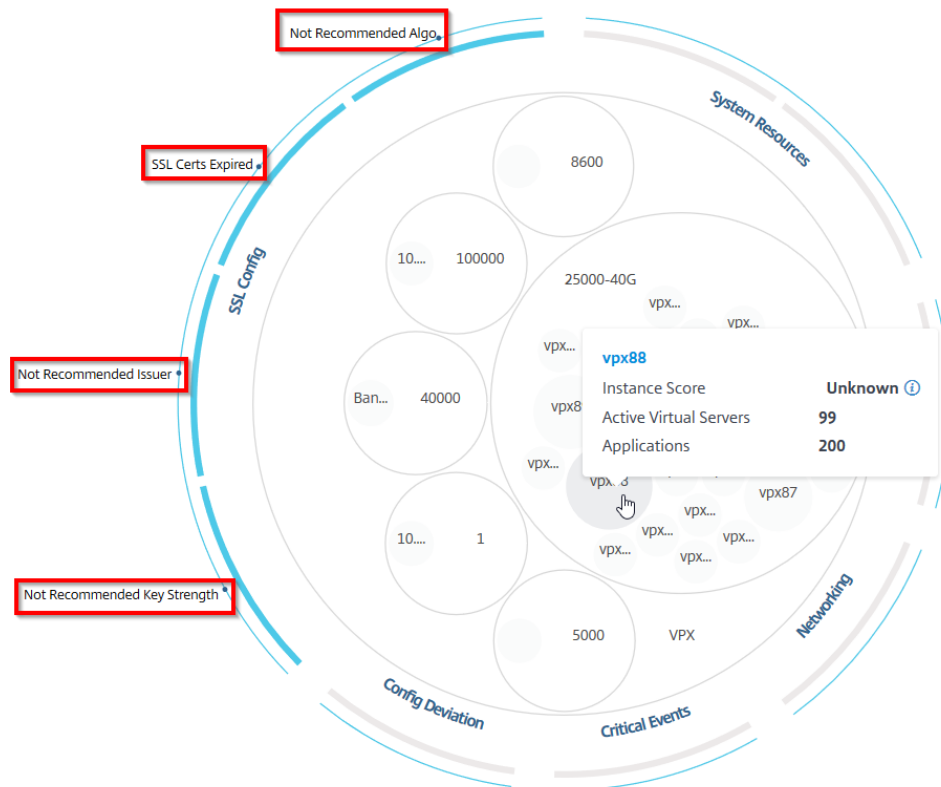 Not Recommended Algo
System Resources
SSL Certs Expired
8600
10.... 100000
SSL Config
25000-40G
vpx...
vpx...
vpx...
vpx88
Instance Score Unknown
Not Recommended Issuer
Ban... 40000
Active Virtual Servers 99
Applications 200
vpx...
vpx87
vpx...
10.... 1
vpx...
vpx...
vpx...
vpx...
Not Recommended Key Strength
Networking
5000
VPX
Config Deviation
Critical Events